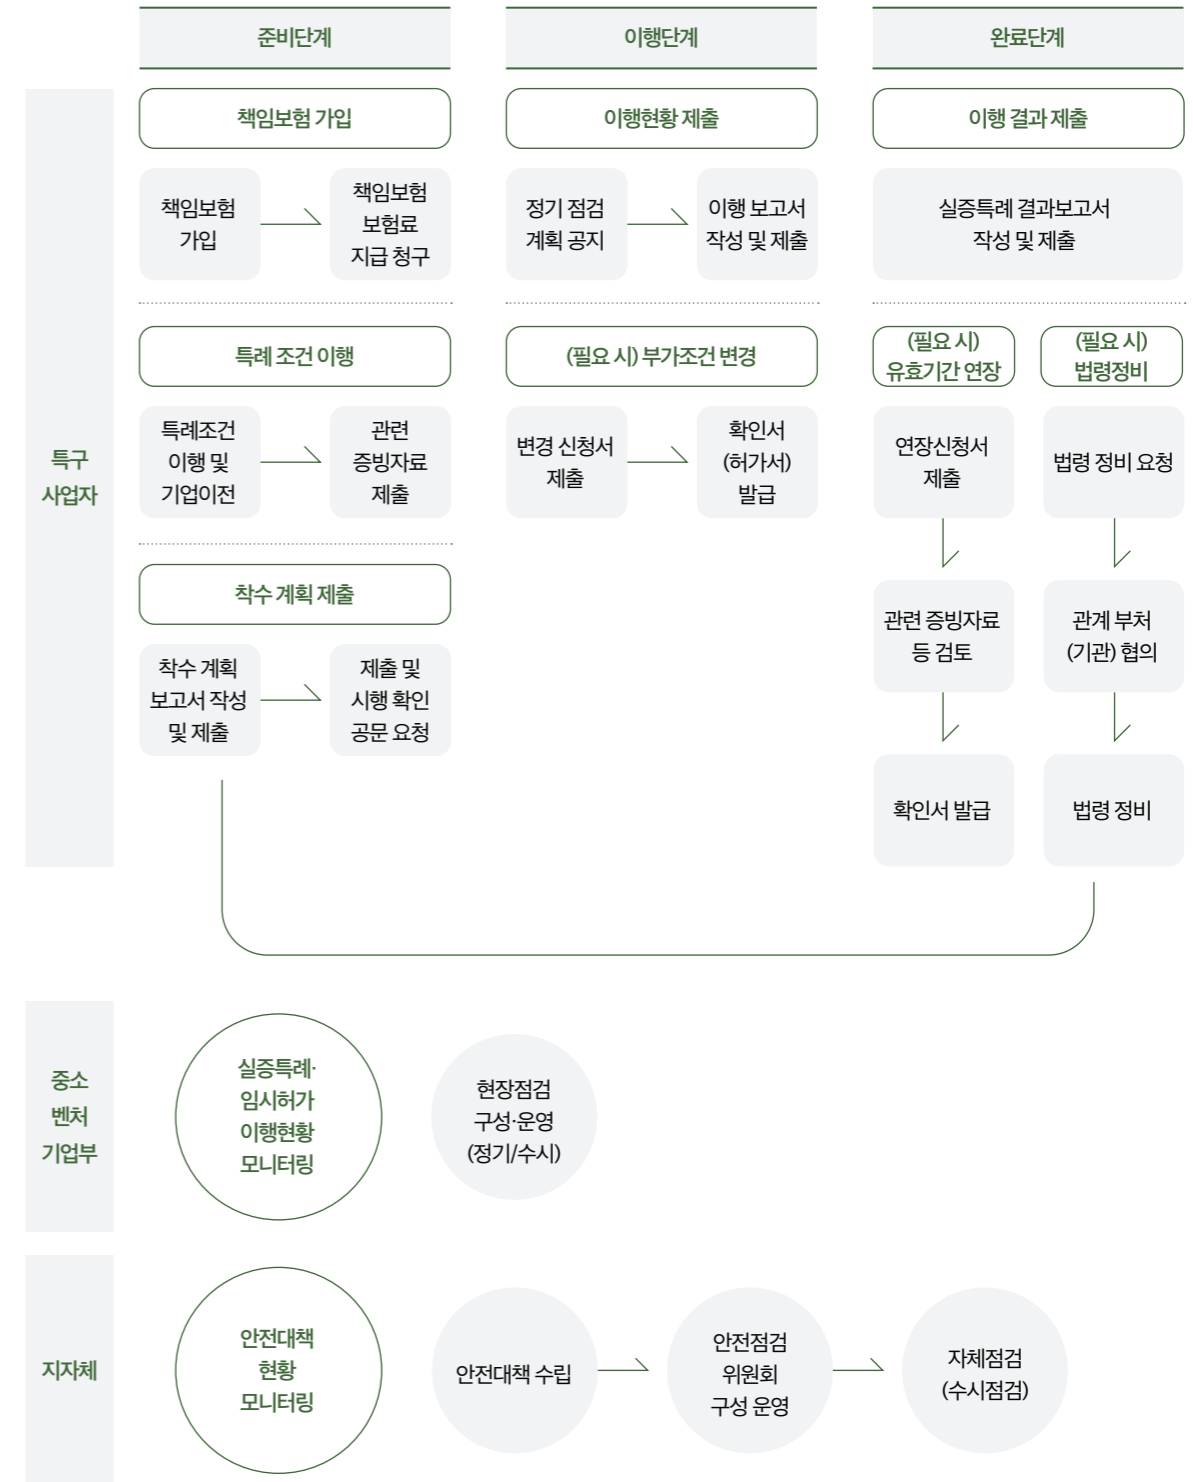 준비단계
이행단계
완료단계
특구
사업자
책임보험 가입
책임보험
가입
책임보험
보험료
지급 청구
특례 조건 이행
특례조건
이행 및
기업이전
관련
증빙자료
제출
착수 계획 제출
착수 계획
보고서 작성
및 제출
제출 및
시행 확인
공문 요청
이행현황 제출
정기 점검
계획 공지
이행 보고서
작성 및 제출
(필요 시) 부가조건 변경
변경 신청서
제출
확인서
(허가서)
발급
이행 결과 제출
실증특례 결과보고서
작성 및 제출
(필요 시)
유효기간 연장
연장신청서
제출
관련 증빙자료
등 검토
확인서 발급
(필요 시)
법령정비
법령 정비 요청
관계 부처
(기관) 협의
법령 정비
중소
벤처
기업부
실증특례·
임시허가
이행현황
모니터링
현장점검
구성·운영
(정기/수시)
지자체
안전대책
현황
모니터링
안전대책 수립
안전점검
위원회
구성 운영
자체점검
(수시점검)